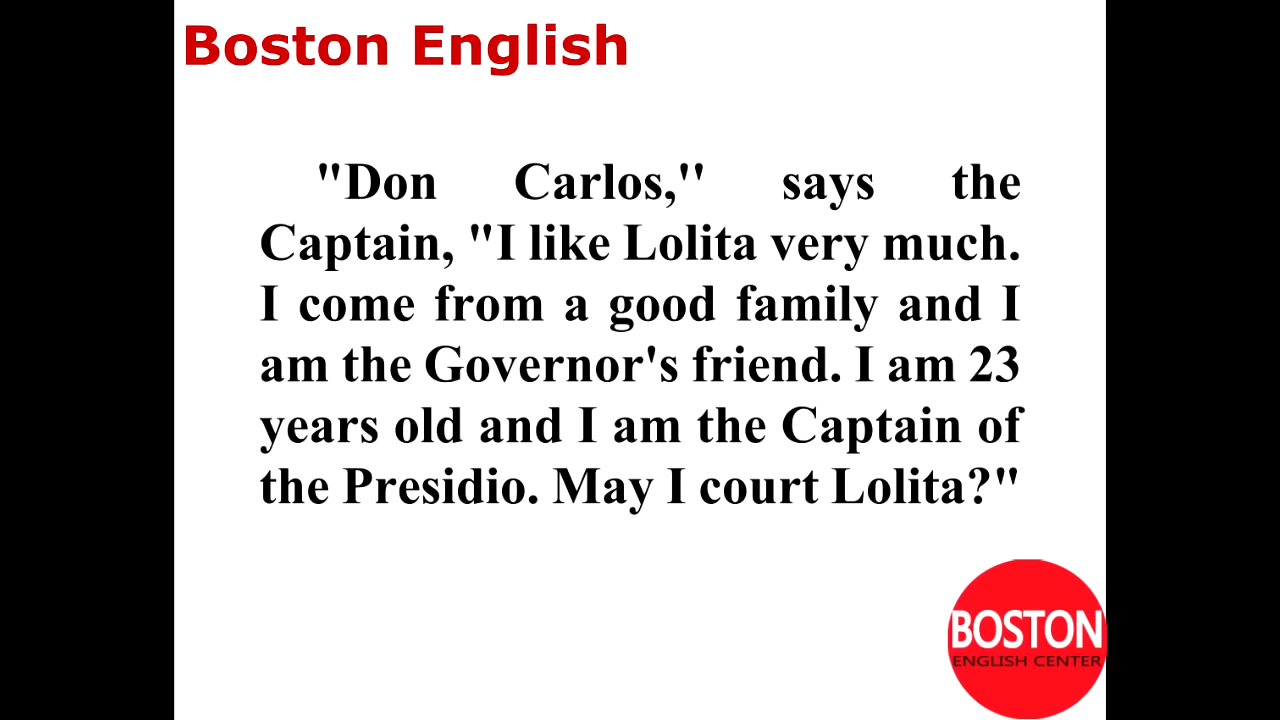 Boston English
"Don Carlos,'' says the
Captain, "I like Lolita very much.
I come from a good family and I
am the Governor's friend. I am 23
years old and I am the Captain of
the Presidio. May I court Lolita?"
BOSTON
ENGLISH CENTER